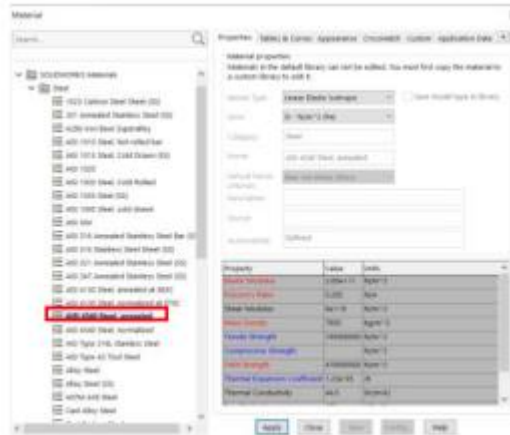 Material
Search...
Properties Tables & Curves Appearance CrossHatch Custom Application Data
Material properties
Materials in the default library can not be edited. You must first copy the material to
a custom library to edit it.
Model Type: Linear Elastic Isotropic Save model type in library
Units: SI - N/m^2 (Pa)
Category: Steel
Name: AISI 4340 Steel, annealed
Description:
Source:
Sustainability: Defined
SOLIDWORKS Materials
Steel
1023 Carbon Steel Sheet (SS)
201 Annealed Stainless Steel (SS)
A286 Iron Base Superalloy
AISI 1010 Steel, hot rolled bar
AISI 1015 Steel, Cold Drawn (SS)
AISI 1020
AISI 1020 Steel, Cold Rolled
AISI 1035 Steel (SS)
AISI 1045 Steel, cold drawn
AISI 304
AISI 316 Annealed Stainless Steel Bar (SS)
AISI 316 Stainless Steel Sheet (SS)
AISI 321 Annealed Stainless Steel (SS)
AISI 347 Annealed Stainless Steel (SS)
AISI 4130 Steel, annealed at 865C
AISI 4130 Steel, normalized at 870C
AISI 4340 Steel, annealed
AISI 4340 Steel, normalized
AISI Type 316L stainless steel
AISI Type A2 Tool Steel
Alloy Steel
Alloy Steel (SS)
ASTM A36 Steel
Cast Alloy Steel
Property Value Units
Elastic Modulus N/m^2
Poisson's Ratio N/A
Shear Modulus N/m^2
Mass Density kg/m^3
Tensile Strength N/m^2
Compressive Strength N/m^2
Yield Strength N/m^2
Thermal Expansion Coefficient /K
Thermal Conductivity 44.5 W/(m·K)
Apply Close Save Config... Help